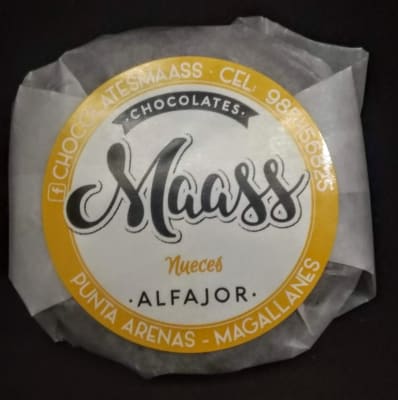 CHOCOLATESMAASS · CEL:
· CHOCOLATES ·
Maass
Nueces
· ALFAJOR ·
PUNTA ARENAS - MAGALLANES